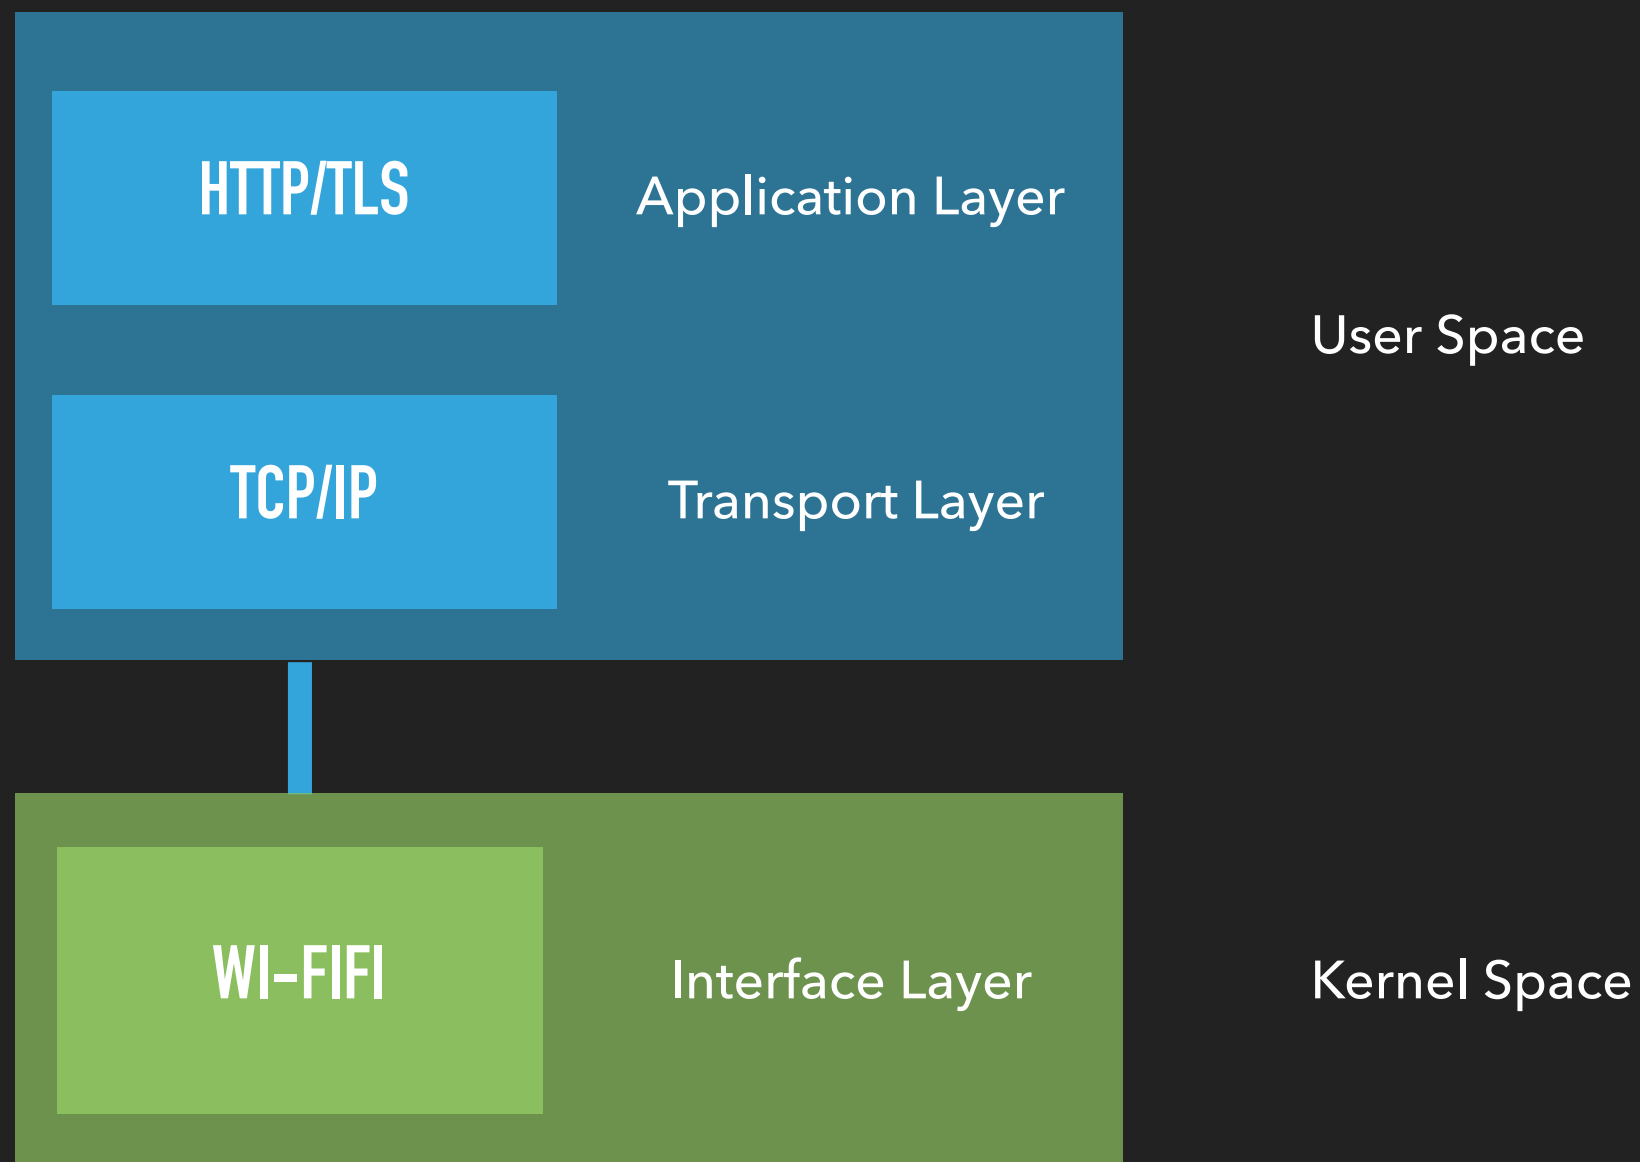 HTTP/TLS
Application Layer
User Space
TCP/IP
Transport Layer
WI-FIFI
Interface Layer
Kernel Space